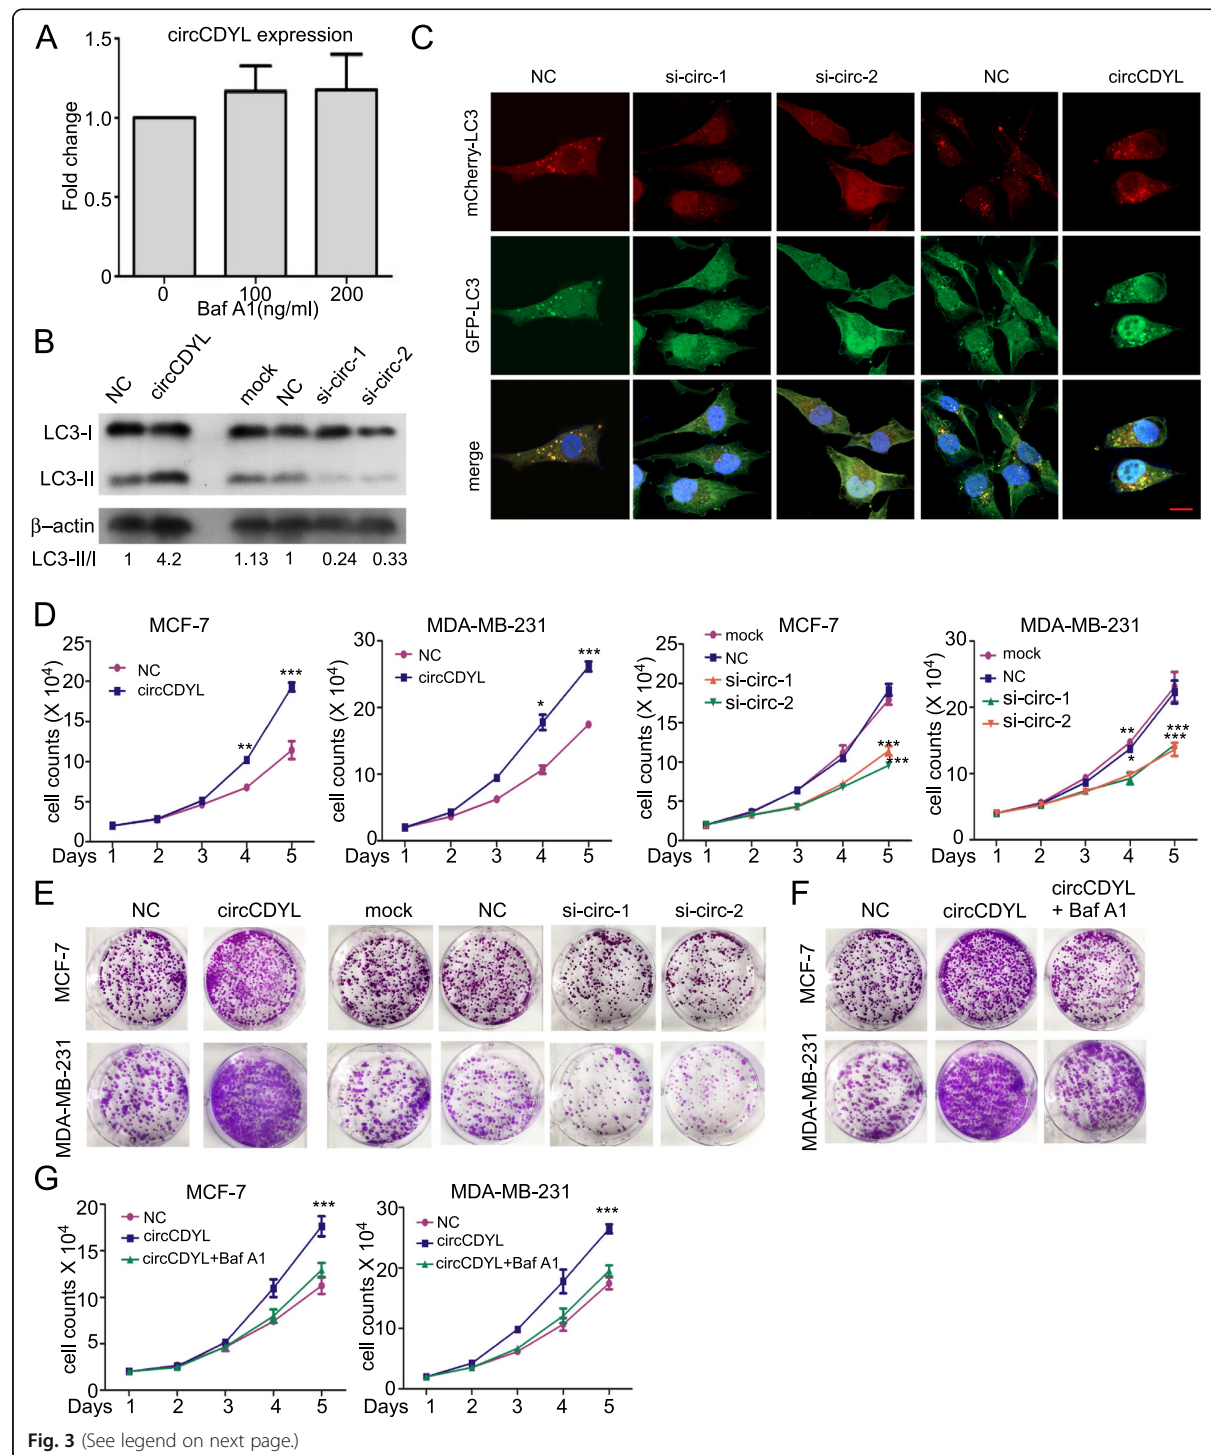 A
circCDYL expression
Fold change
1.5
1.0
0.5
0
0 100 200
Baf A1(ng/ml)
B
NC circCDYL mock NC si-circ-1 si-circ-2
LC3-I
LC3-II
β–actin
LC3-II/I 1 4.2 1.13 1 0.24 0.33
C
NC si-circ-1 si-circ-2 NC circCDYL
mCherry-LC3
GFP-LC3
merge
D
MCF-7
cell counts (X 10⁴)
25
20
15
10
5
0
NC
circCDYL
**
***
Days 1 2 3 4 5
MDA-MB-231
cell counts (X 10⁴)
30
20
10
0
NC
circCDYL
*
***
Days 1 2 3 4 5
MCF-7
cell counts (X 10⁴)
25
20
15
10
5
0
mock
NC
si-circ-1
si-circ-2
***
***
Days 1 2 3 4 5
MDA-MB-231
cell counts (X 10⁴)
30
20
10
0
mock
NC
si-circ-1
si-circ-2
**
*
***
***
Days 1 2 3 4 5
E
NC circCDYL mock NC si-circ-1 si-circ-2
MCF-7
MDA-MB-231
F
NC circCDYL circCDYL
+ Baf A1
MCF-7
MDA-MB-231
G
MCF-7
cell counts X 10⁴
20
15
10
5
0
NC
circCDYL
circCDYL+Baf A1
***
Days 1 2 3 4 5
MDA-MB-231
cell counts X 10⁴
30
20
10
0
NC
circCDYL
circCDYL+Baf A1
***
Days 1 2 3 4 5
Fig. 3 (See legend on next page.)